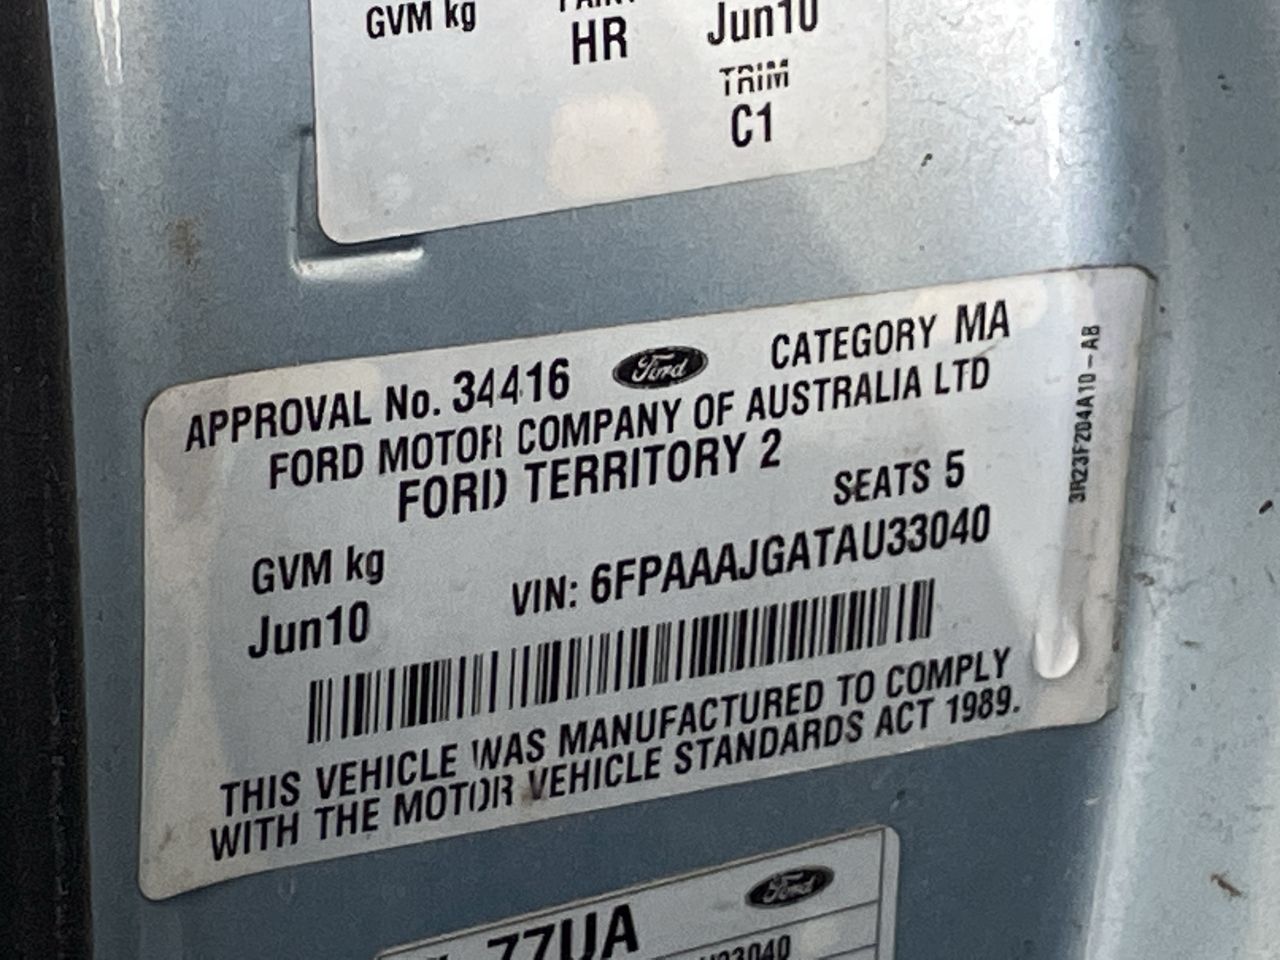 GVM kg
PAINT
HR
Jun10
TRIM
C1
APPROVAL No. 34416 Ford CATEGORY MA
FORD MOTOR COMPANY OF AUSTRALIA LTD
FORD TERRITORY 2
SEATS 5
GVM kg
VIN: 6FPAAAJGATAU33040
Jun10
THIS VEHICLE WAS MANUFACTURED TO COMPLY
WITH THE MOTOR VEHICLE STANDARDS ACT 1989.
3R23F204A10-AB
Ford
77UA
33040